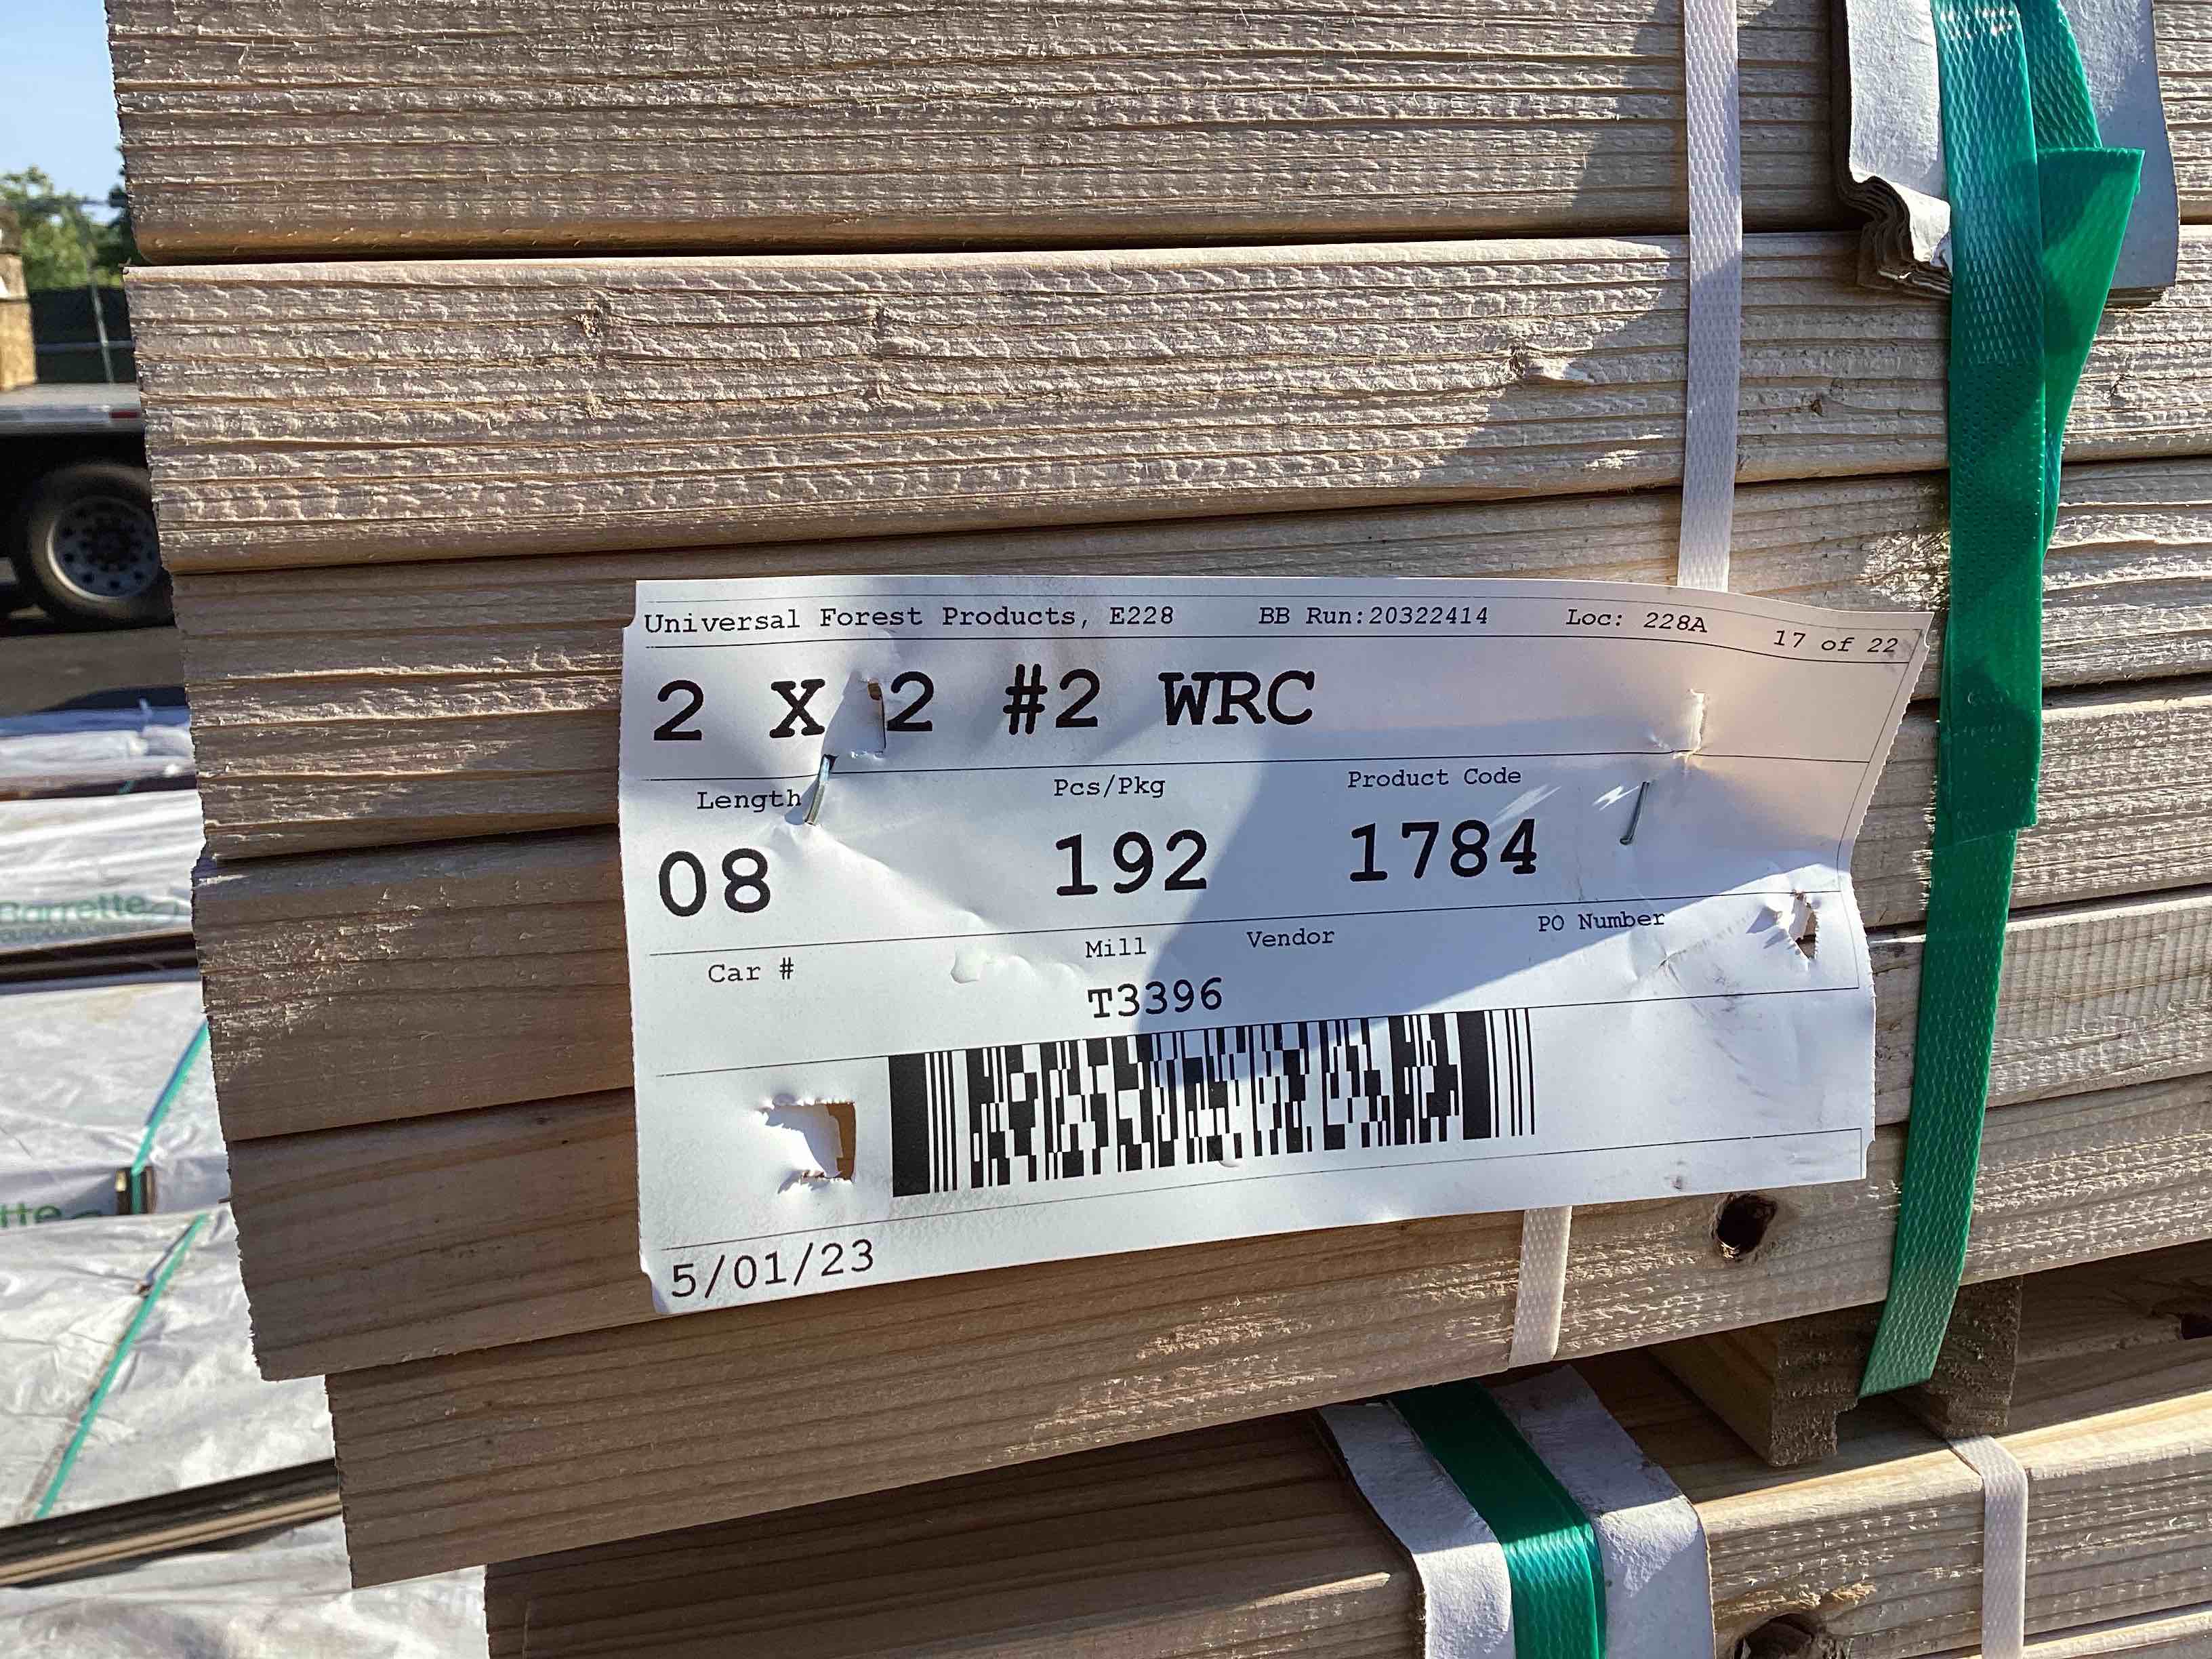 Universal Forest Products, E228 BB Run:20322414 Loc: 228A 17 of 22
2 X 2 #2 WRC
Length Pcs/Pkg Product Code
08 192 1784
Car # Mill Vendor PO Number
T3396
5/01/23
Barrette